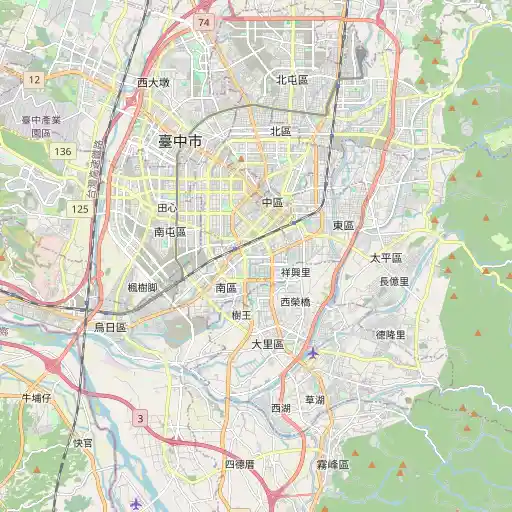 74
12
西大墩
北屯區
臺中產業
園區
北區
臺中市
136
中區
125
田心
南屯區
東區
太平區
祥興里
長億里
楓樹腳
南區
西榮橋
樹王
烏日區
德隆里
大里區
牛埔仔
草湖
西湖
3
快官
四德厝
霧峰區